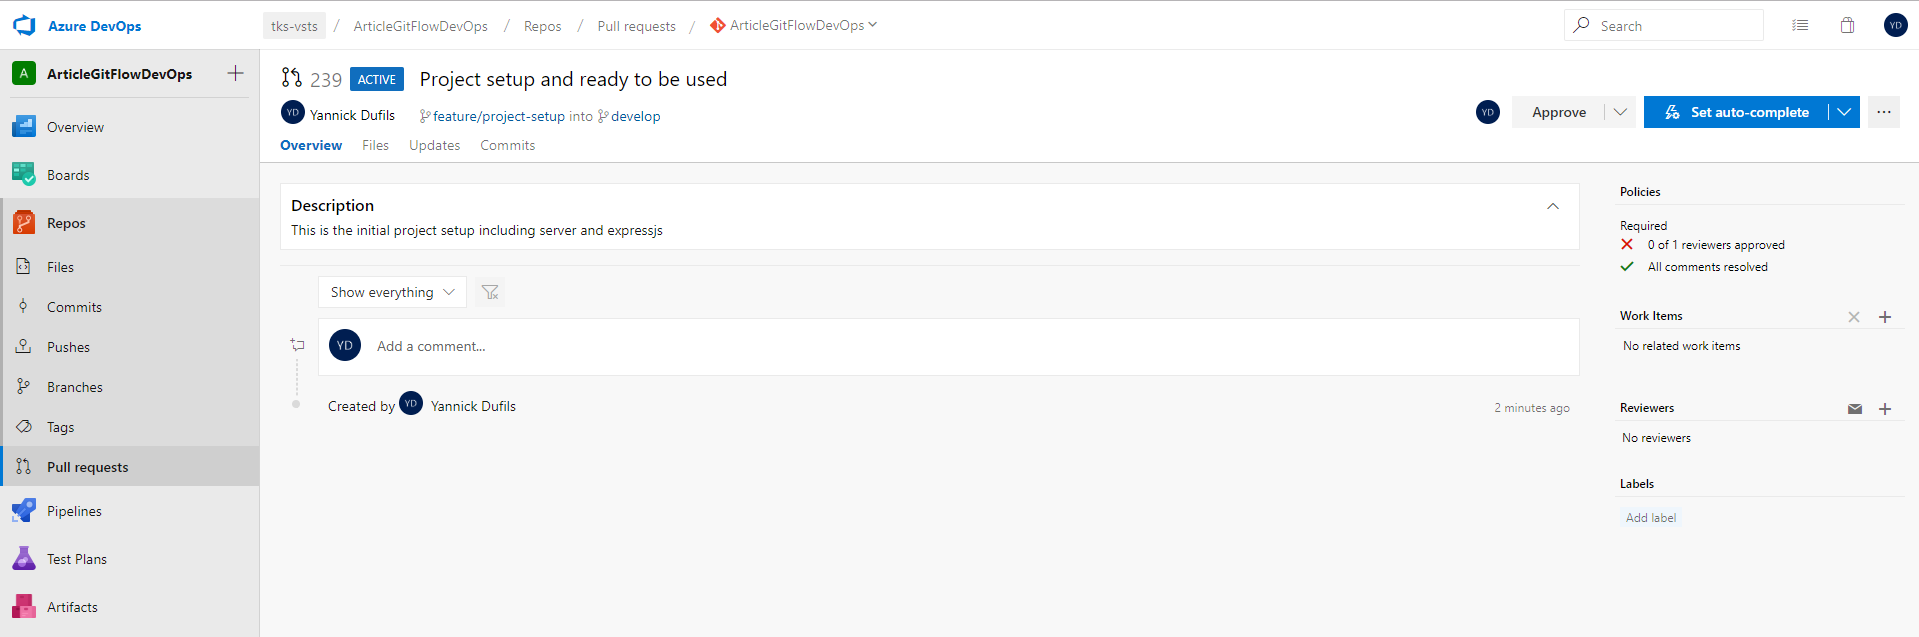 Azure DevOps
tks-vsts / ArticleGitFlowDevOps / Repos / Pull requests / ArticleGitFlowDevOps
Search
YD
A ArticleGitFlowDevOps
Overview
Boards
Repos
Files
Commits
Pushes
Branches
Tags
Pull requests
Pipelines
Test Plans
Artifacts
239 ACTIVE Project setup and ready to be used
YD Yannick Dufils feature/project-setup into develop
YD Approve Set auto-complete ...
Overview Files Updates Commits
Description
This is the initial project setup including server and expressjs
Show everything
YD Add a comment...
Created by YD Yannick Dufils 2 minutes ago
Policies
Required
0 of 1 reviewers approved
All comments resolved
Work Items
No related work items
Reviewers
No reviewers
Labels
Add label